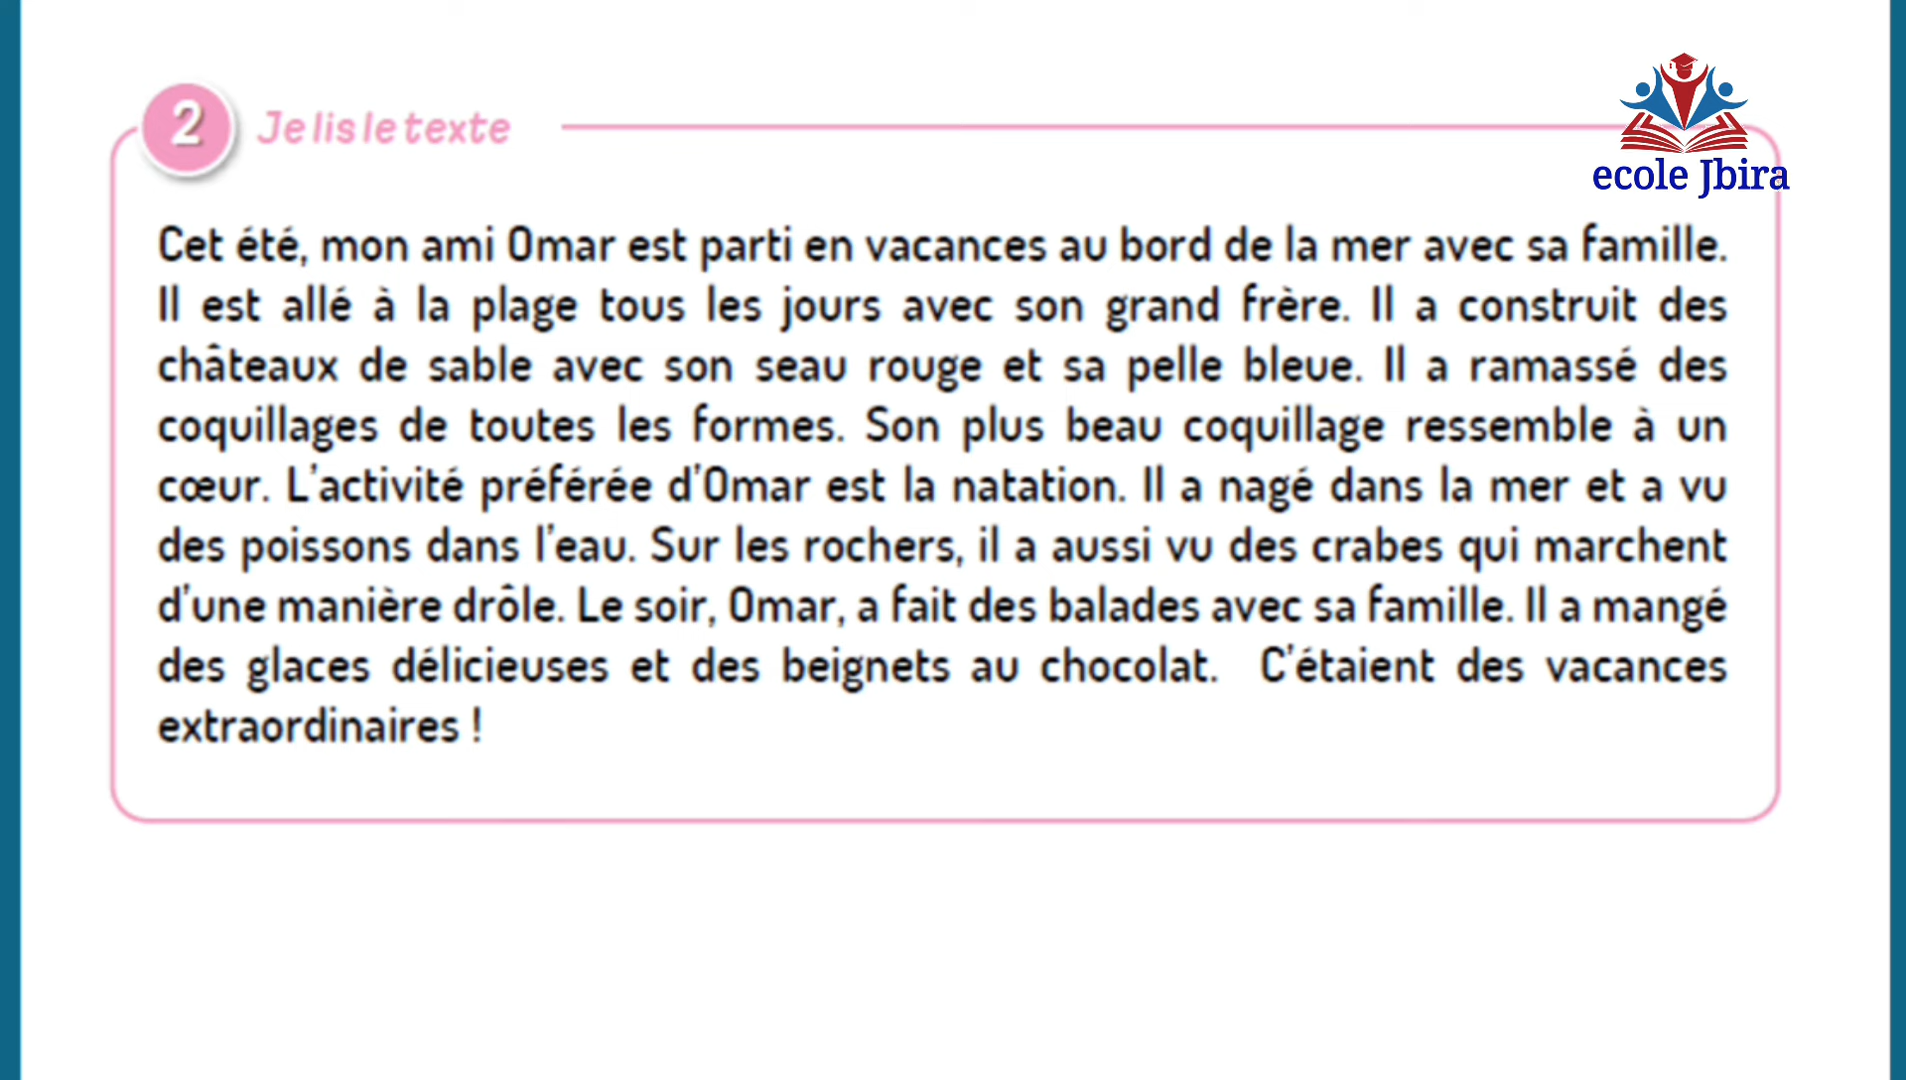 2 Je lis le texte
ecole Jbira
Cet été, mon ami Omar est parti en vacances au bord de la mer avec sa famille.
Il est allé à la plage tous les jours avec son grand frère. Il a construit des
châteaux de sable avec son seau rouge et sa pelle bleue. Il a ramassé des
coquillages de toutes les formes. Son plus beau coquillage ressemble à un
cœur. L'activité préférée d'Omar est la natation. Il a nagé dans la mer et a vu
des poissons dans l'eau. Sur les rochers, il a aussi vu des crabes qui marchent
d'une manière drôle. Le soir, Omar, a fait des balades avec sa famille. Il a mangé
des glaces délicieuses et des beignets au chocolat. C'étaient des vacances
extraordinaires !